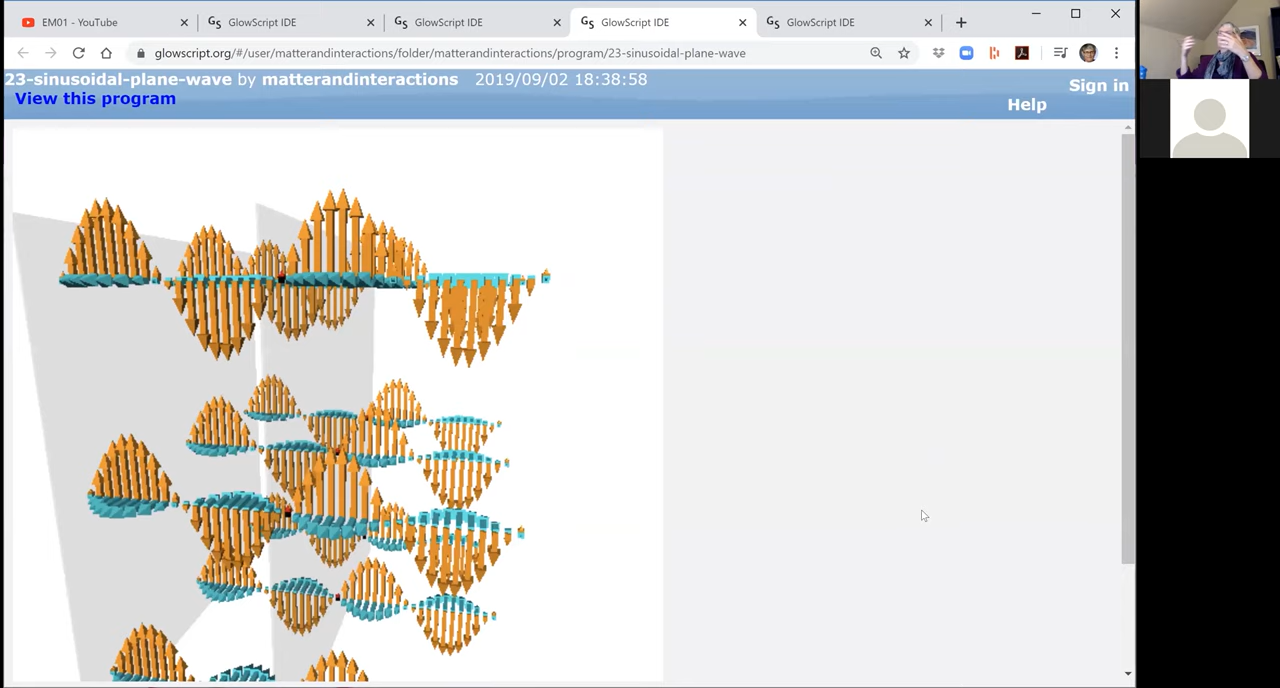 EM01 - YouTube
GlowScript IDE
GlowScript IDE
GlowScript IDE
GlowScript IDE
glowscript.org/#/user/matterandinteractions/folder/matterandinteractions/program/23-sinusoidal-plane-wave
23-sinusoidal-plane-wave by matterandinteractions 2019/09/02 18:38:58
Sign in
View this program
Help